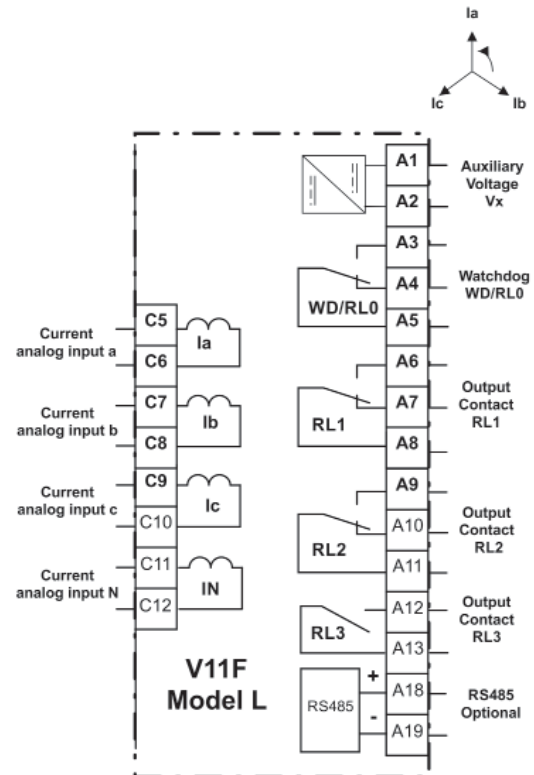 Ia
Ic
Ib
A1
Auxiliary
Voltage
Vx
A2
A3
A4
Watchdog
WD/RL0
WD/RL0
A5
C5
Current
analog input a
Ia
C6
A6
A7
Output
Contact
RL1
RL1
A8
C7
Current
analog input b
Ib
C8
C9
Current
analog input c
Ic
C10
A9
A10
Output
Contact
RL2
RL2
A11
C11
Current
analog input N
IN
C12
A12
Output
Contact
RL3
RL3
A13
V11F
Model L
RS485
+
-
A18
A19
RS485
Optional